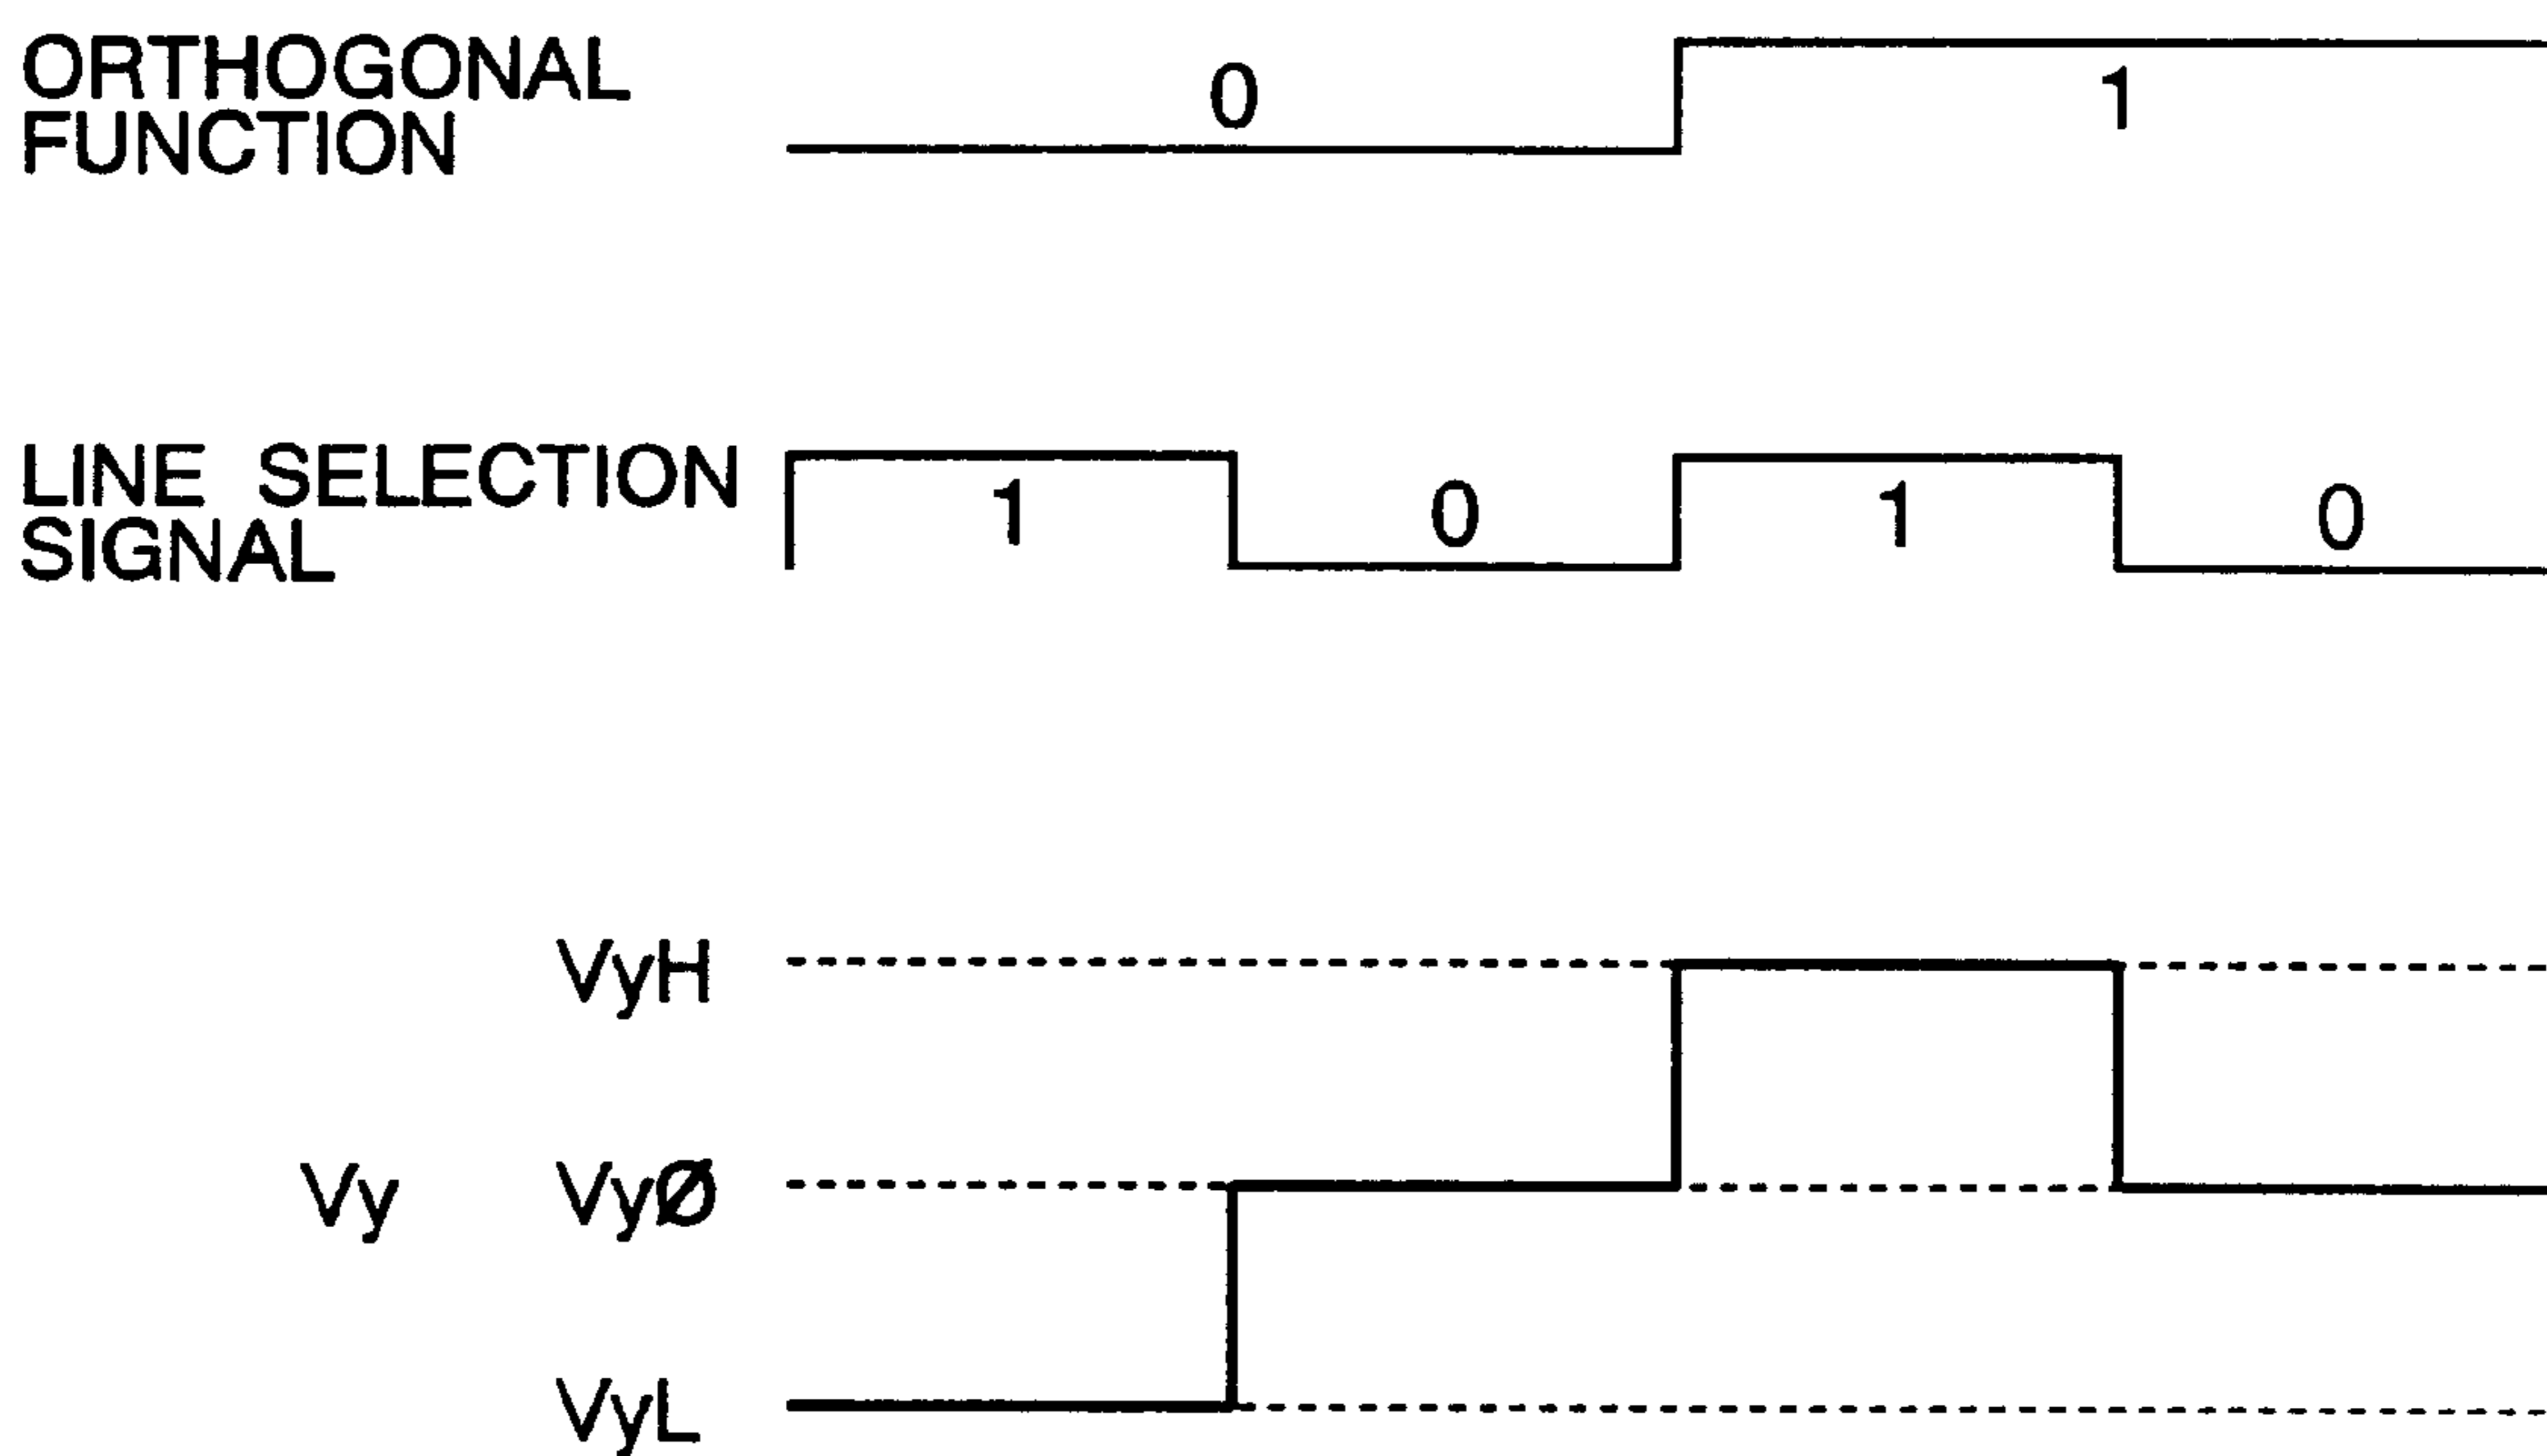 ORTHOGONAL
FUNCTION
0
1
LINE SELECTION
SIGNAL
1
0
1
0
VyH
Vy
VyØ
VyL